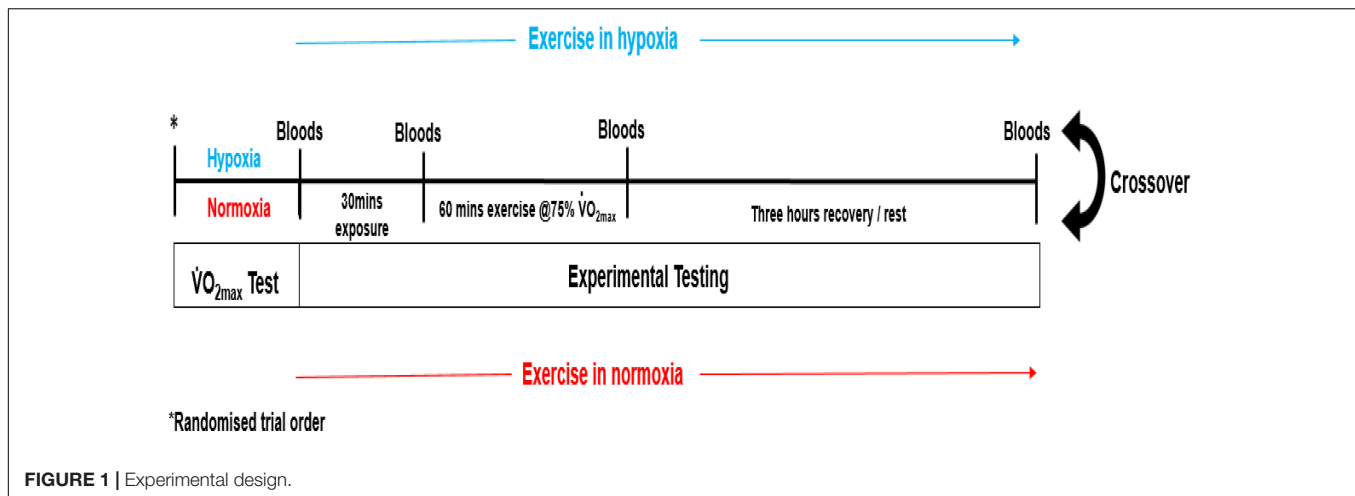 Exercise in hypoxia
*
Bloods
Bloods
Bloods
Bloods
Hypoxia
Normoxia
30mins
exposure
60 mins exercise @75% V̇O2max
Three hours recovery / rest
Crossover
V̇O2max Test
Experimental Testing
Exercise in normoxia
*Randomised trial order
FIGURE 1 | Experimental design.